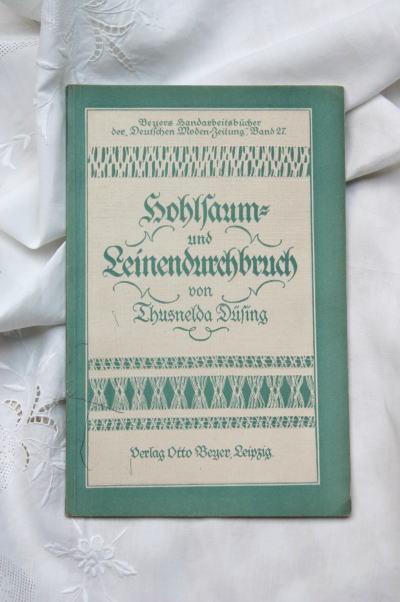 Beyers Handarbeitsbücher
der „Deutschen Moden-Zeitung“, Band 27.
Hohlsaum-
und
Leinendurchbruch
von
Thusnelda Düsing
Verlag Otto Beyer, Leipzig.